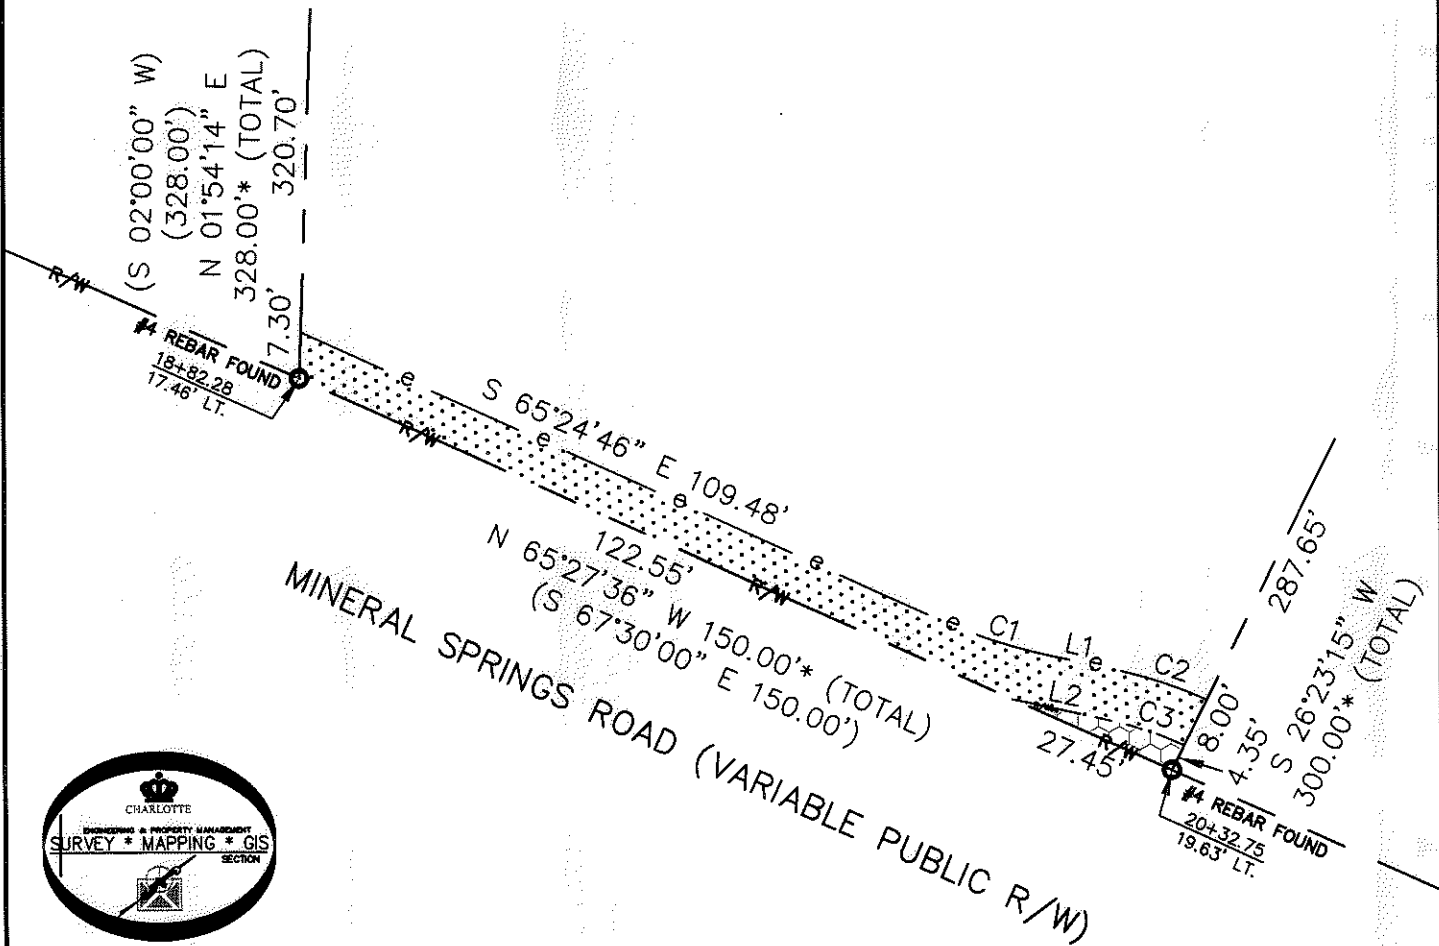 (S 02°00'00" W)
(328.00')
N 01°54'14" E
328.00'* (TOTAL)
320.70'
7.30'
R/W
#4 REBAR FOUND
18+82.28
17.46' LT.
e
S 65°24'46" E 109.48'
e
R/W
e
e
e
C1
L1
e
C2
122.55'
N 65°27'36" W 150.00'* (TOTAL)
(S 67°30'00" E 150.00')
R/W
L2
C3
R/W
27.45'
8.00'
4.35'
287.65'
S 26°23'15" W
300.00'* (TOTAL)
#4 REBAR FOUND
20+32.75
19.63' LT.
MINERAL SPRINGS ROAD (VARIABLE PUBLIC R/W)
CHARLOTTE
ENGINEERING & PROPERTY MANAGEMENT
SURVEY * MAPPING * GIS
SECTION